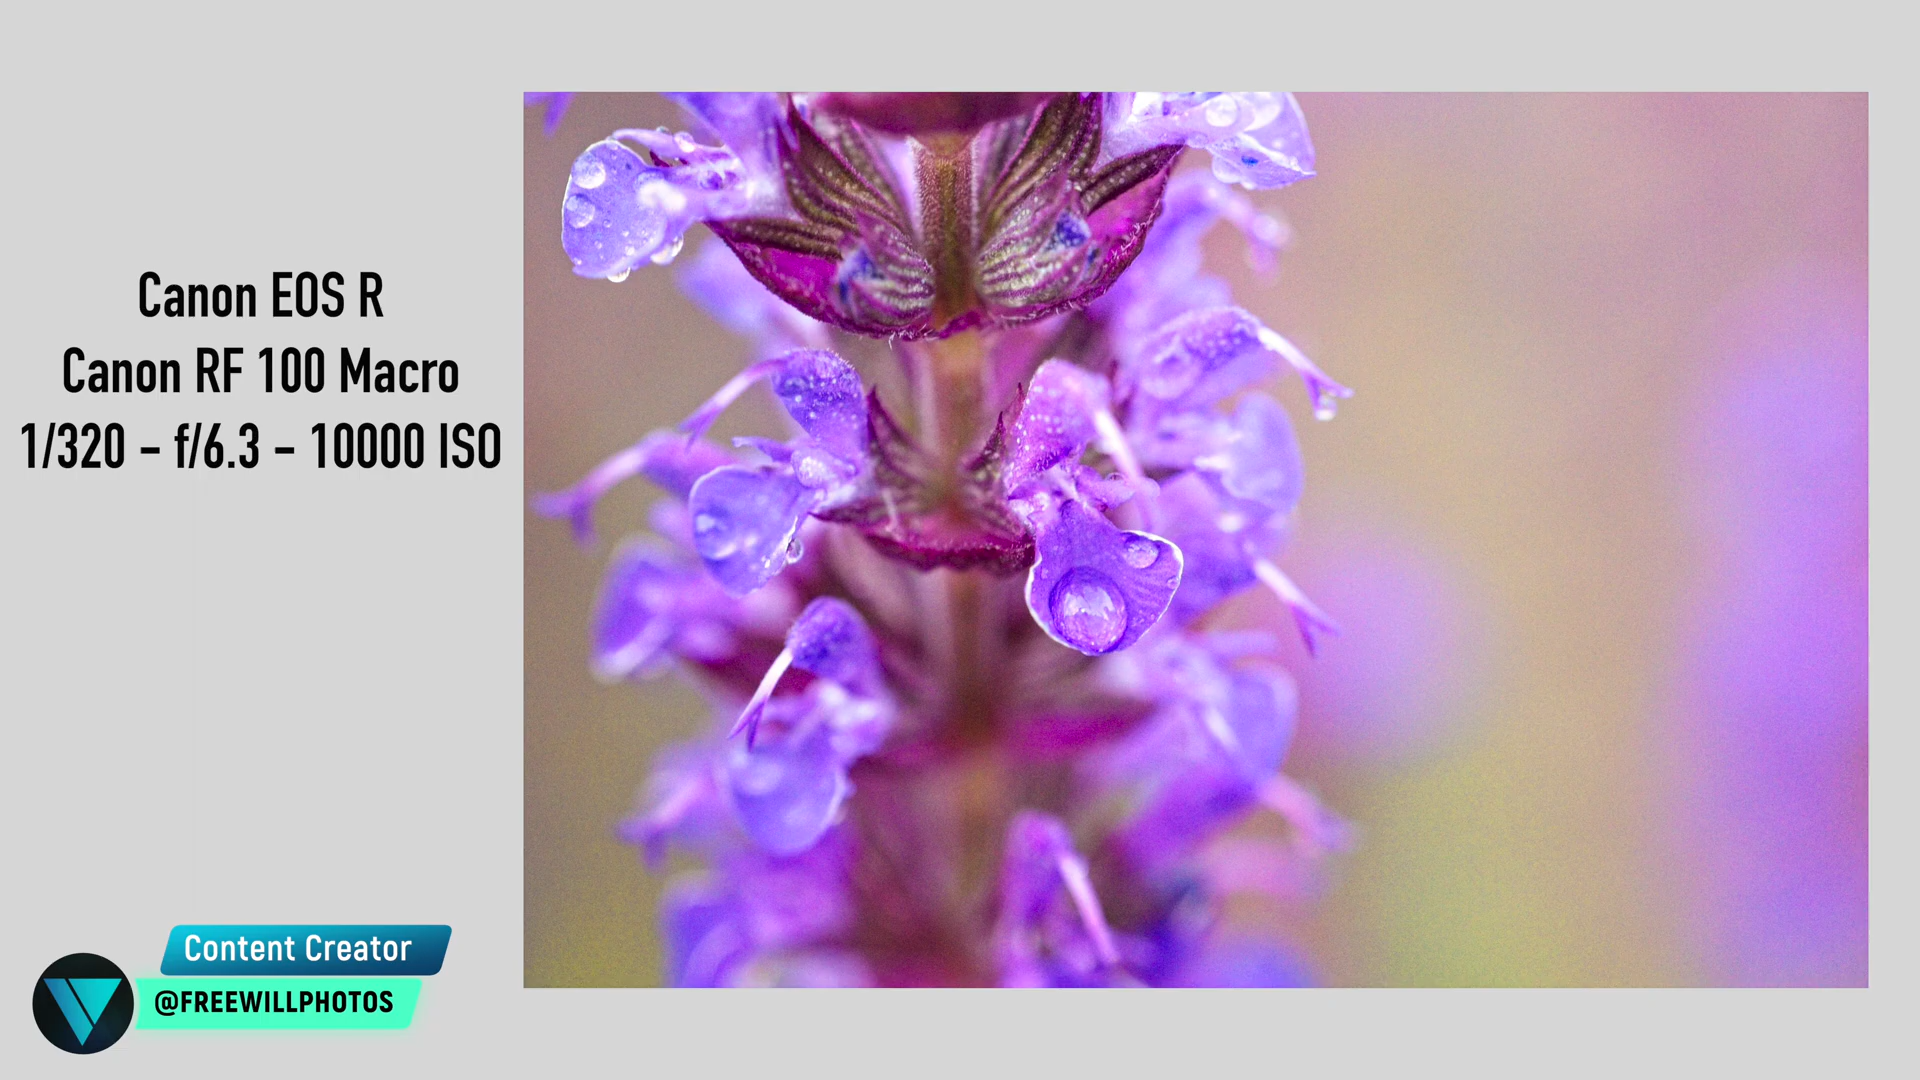 Canon EOS R
Canon RF 100 Macro
1/320 - f/6.3 - 10000 ISO
Content Creator
@FREEWILLPHOTOS